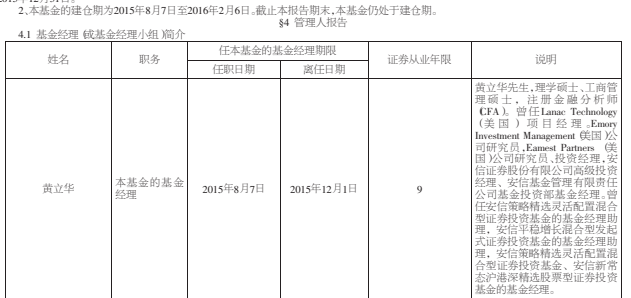 2、本基金的建仓期为2015年8月7日至2016年2月6日。截止本报告期末，本基金仍处于建仓期。
§4 管理人报告
4.1 基金经理（或基金经理小组）简介
姓名
职务
任本基金的基金经理期限
任职日期
离任日期
证券从业年限
说明
黄立华
本基金的基金
经理
2015年8月7日
2015年12月1日
9
黄立华先生，理学硕士、工商管
理硕士，注册金融分析师
（CFA）。曾任Lanac Technology
（美国）项目经理,Emory
Investment Management（美国）公
司研究员,Earnest Partners（美
国）公司研究员、投资经理，安
信证券股份有限公司高级投资
经理、安信基金管理有限责任
公司基金投资部基金经理。曾
任安信策略精选灵活配置混合
型证券投资基金的基金经理助
理，安信平稳增长混合型发起
式证券投资基金的基金经理助
理，安信策略精选灵活配置混
合型证券投资基金、安信新常
态沪港深精选股票型证券投资
基金的基金经理。